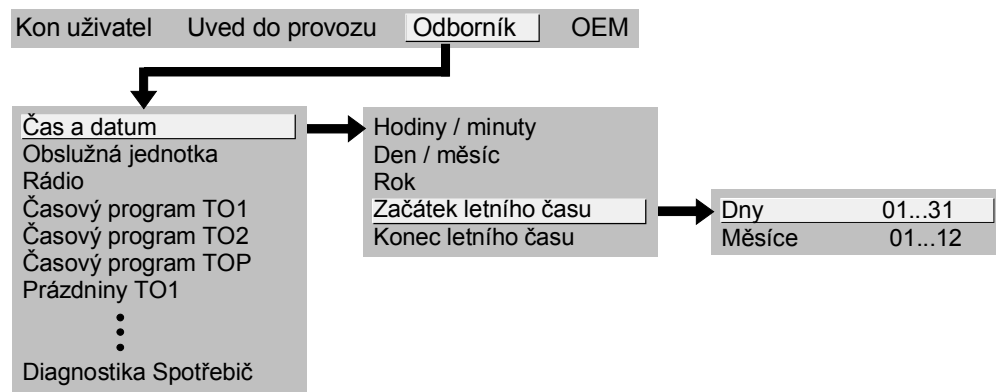 Kon uživatel Uved do provozu Odborník OEM
Čas a datum
Obslužná jednotka
Rádio
Časový program TO1
Časový program TO2
Časový program TOP
Prázdniny TO1
Diagnostika Spotřebič
Hodiny / minuty
Den / měsíc
Rok
Začátek letního času
Konec letního času
Dny 01...31
Měsíce 01...12